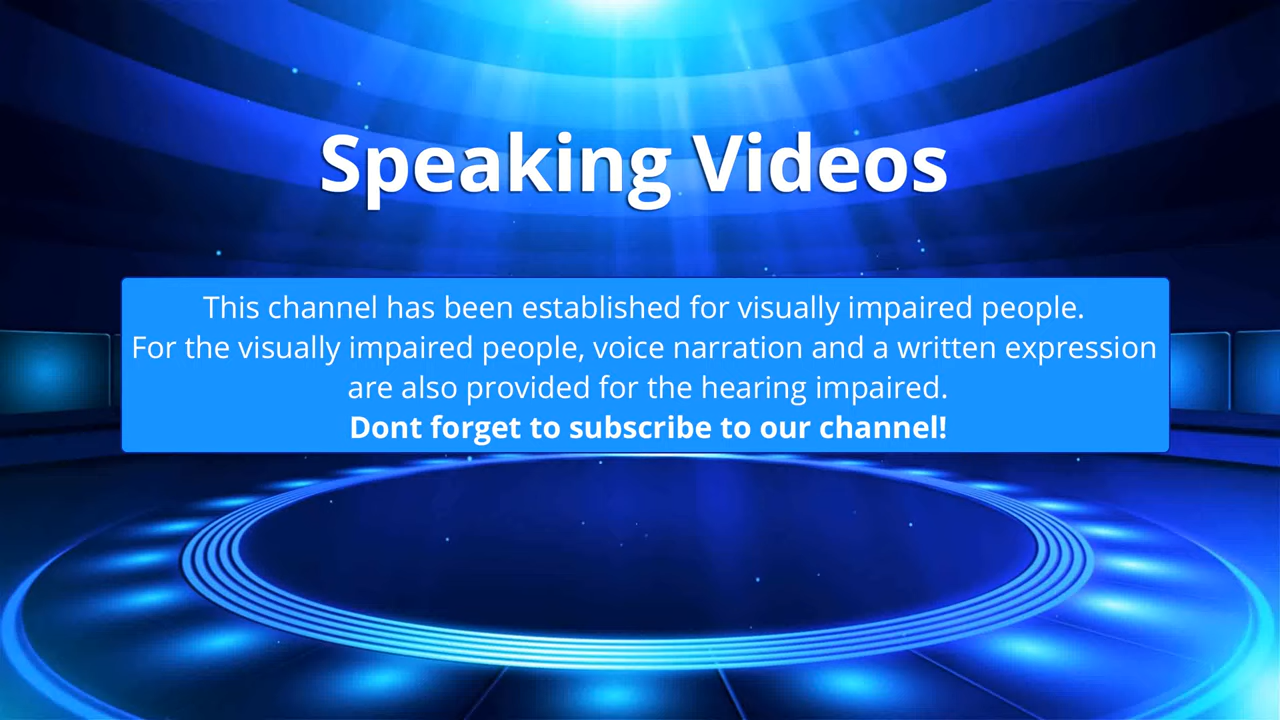 Speaking Videos
This channel has been established for visually impaired people.
For the visually impaired people, voice narration and a written expression
are also provided for the hearing impaired.
Dont forget to subscribe to our channel!